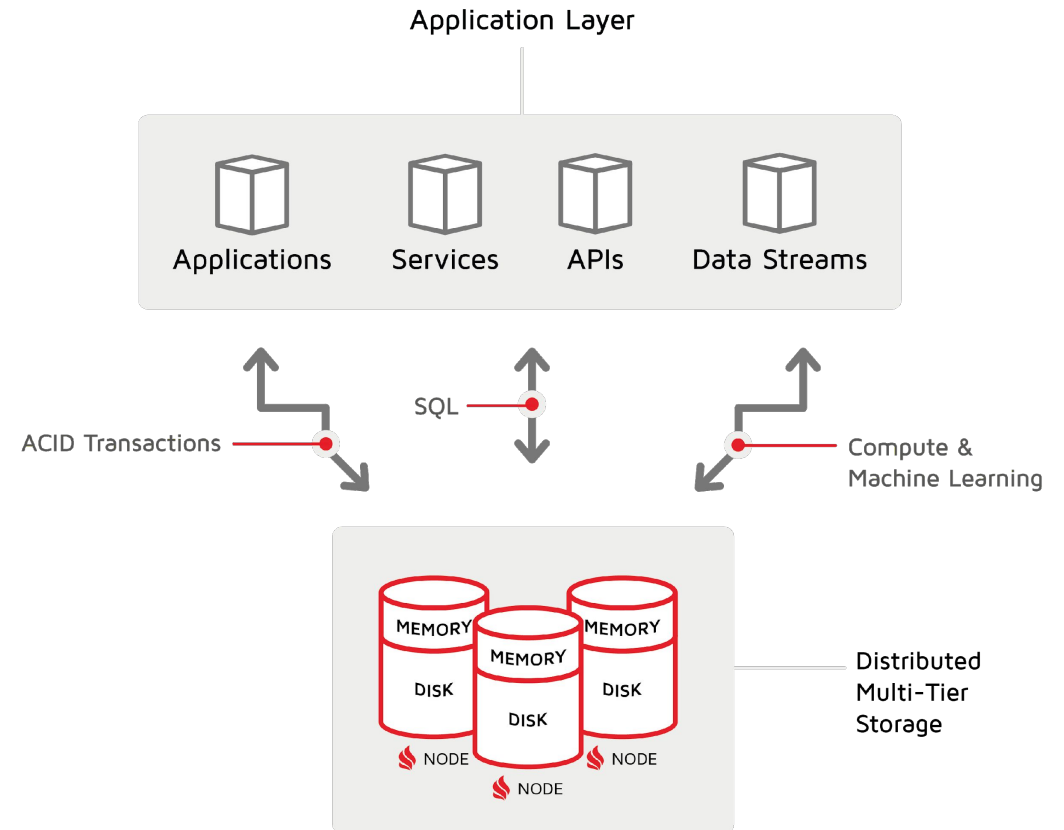 Application Layer
Applications
Services
APIs
Data Streams
SQL
ACID Transactions
Compute &
Machine Learning
MEMORY
MEMORY
MEMORY
DISK
DISK
DISK
NODE
NODE
NODE
Distributed
Multi-Tier
Storage